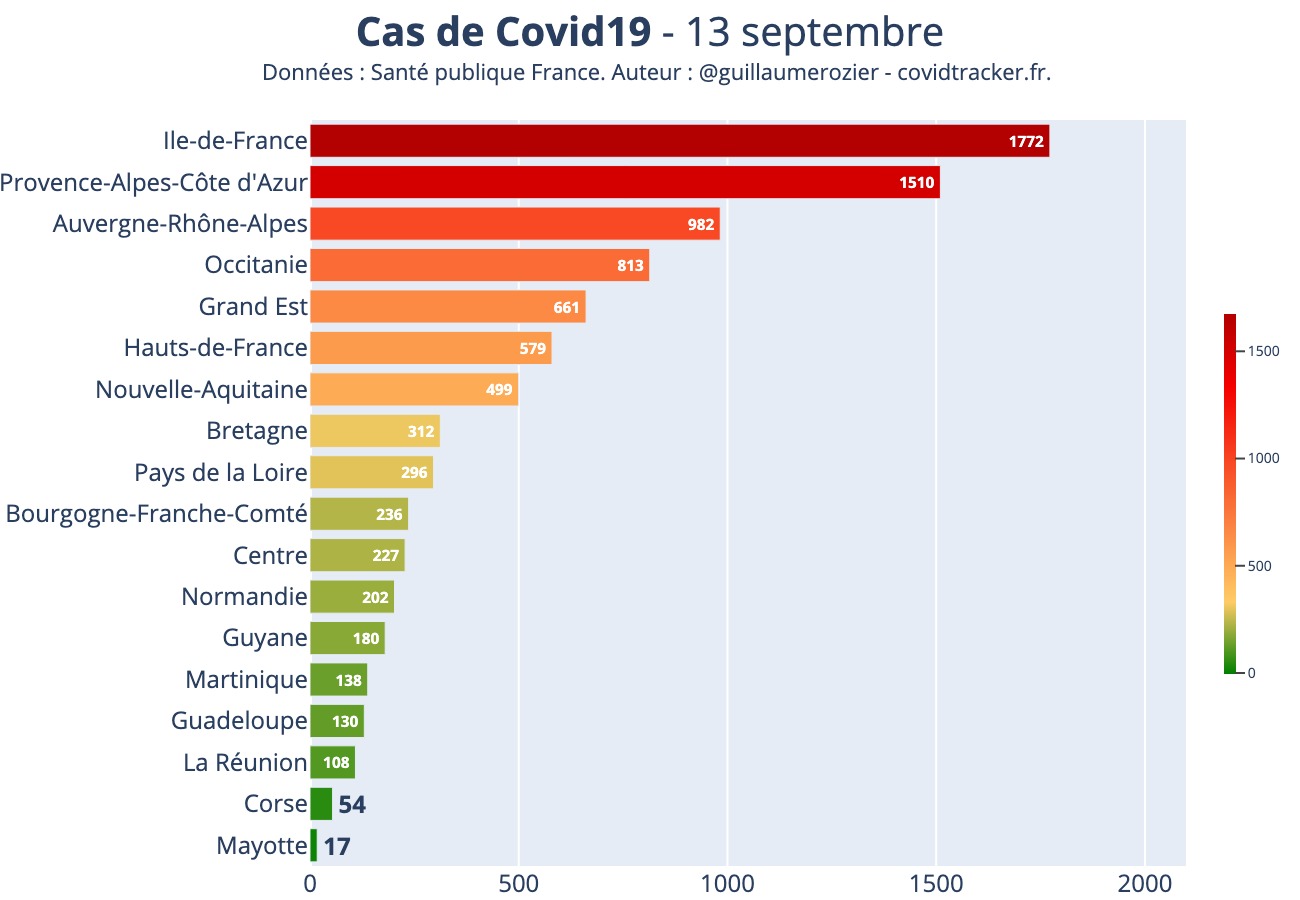 Cas de Covid19 - 13 septembre
Données : Santé publique France. Auteur : @guillaumerozier - covidtracker.fr.
Ile-de-France 1772
Provence-Alpes-Côte d'Azur 1510
Auvergne-Rhône-Alpes 982
Occitanie 813
Grand Est 661
Hauts-de-France 579
Nouvelle-Aquitaine 499
Bretagne 312
Pays de la Loire 296
Bourgogne-Franche-Comté 236
Centre 227
Normandie 202
Guyane 180
Martinique 138
Guadeloupe 130
La Réunion 108
Corse 54
Mayotte 17
0 500 1000 1500 2000
1500
1000
500
0